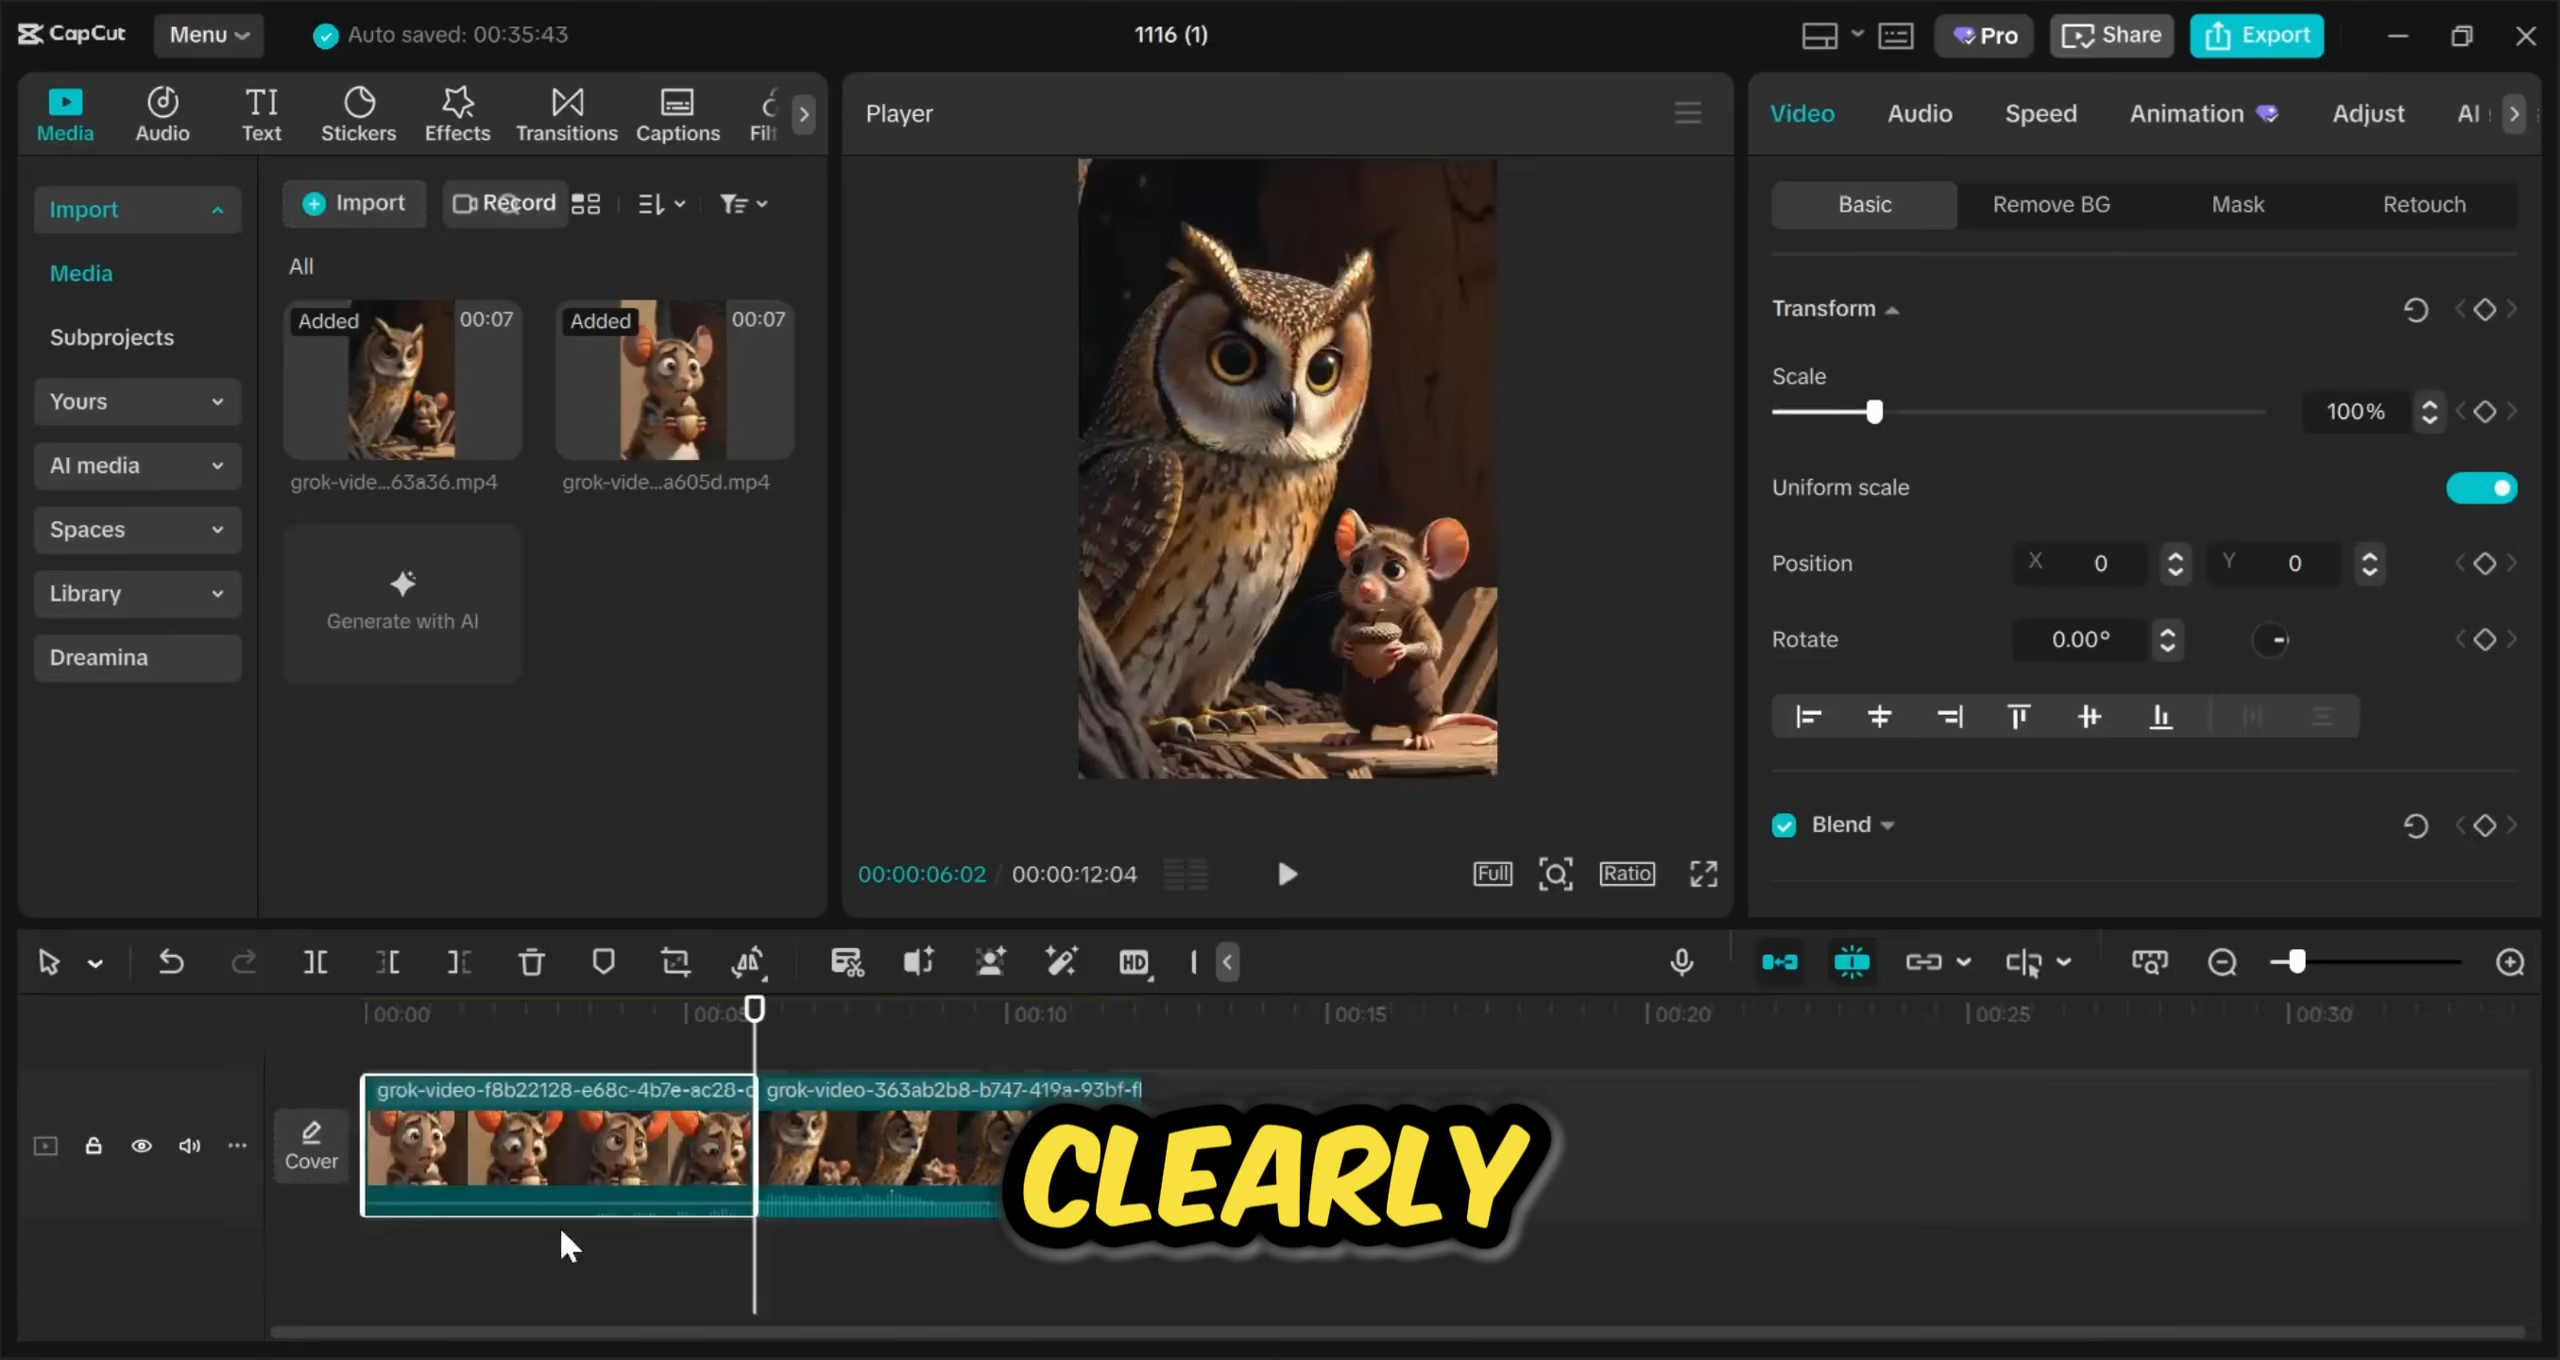 CapCut
Menu
Auto saved: 00:35:43
1116 (1)
Pro
Share
Export
Media
Audio
Text
Stickers
Effects
Transitions
Captions
Player
Video
Audio
Speed
Animation
Adjust
AI
Import
Media
Subprojects
Yours
AI media
Spaces
Library
Dreamina
Import
Record
All
Added
00:07
Added
00:07
grok-vide...63a36.mp4
grok-vide...a605d.mp4
Generate with AI
00:00:06:02 / 00:00:12:04
Full
Ratio
Basic
Remove BG
Mask
Retouch
Transform
Scale
100%
Uniform scale
Position
X 0
Y 0
Rotate
0.00°
Blend
HD
00:00
00:10
00:15
00:20
00:25
00:30
Cover
grok-video-f8b22128-e68c-4b7e-ac28-
grok-video-363ab2b8-b747-419a-93bf-f
CLEARLY